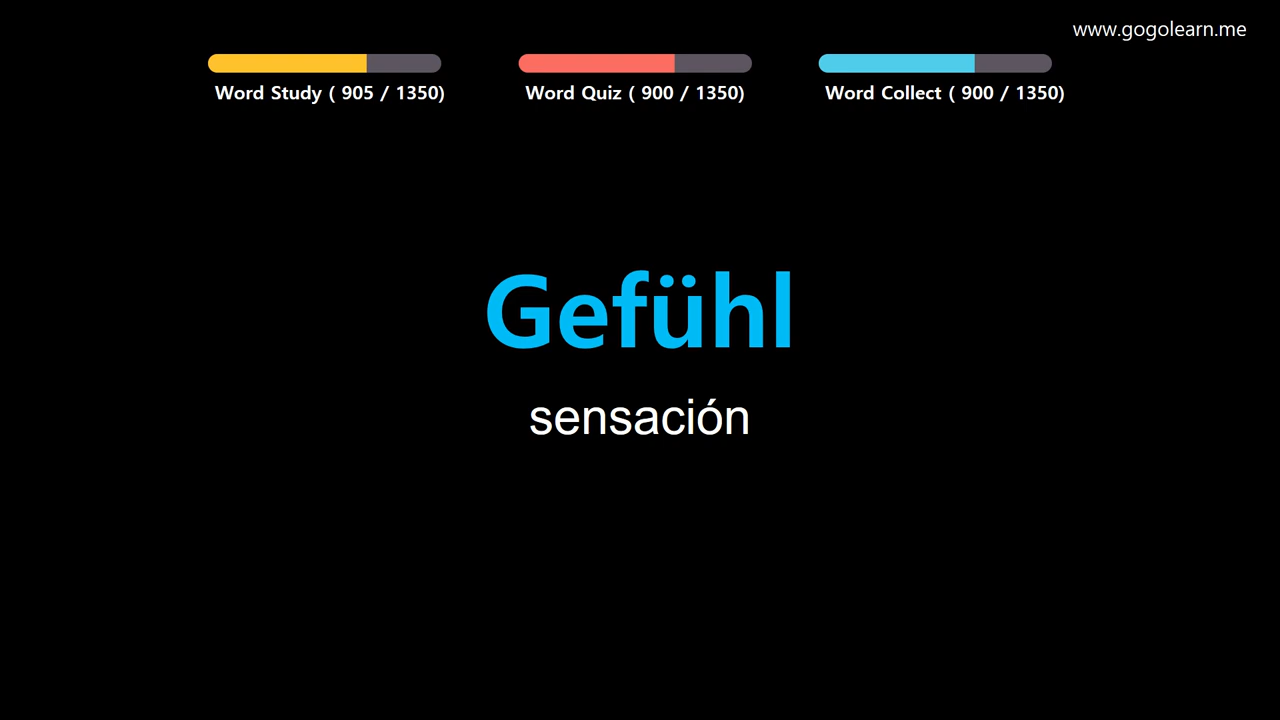 www.gogolearn.me
Word Study ( 905 / 1350)
Word Quiz ( 900 / 1350)
Word Collect ( 900 / 1350)
Gefühl
sensación